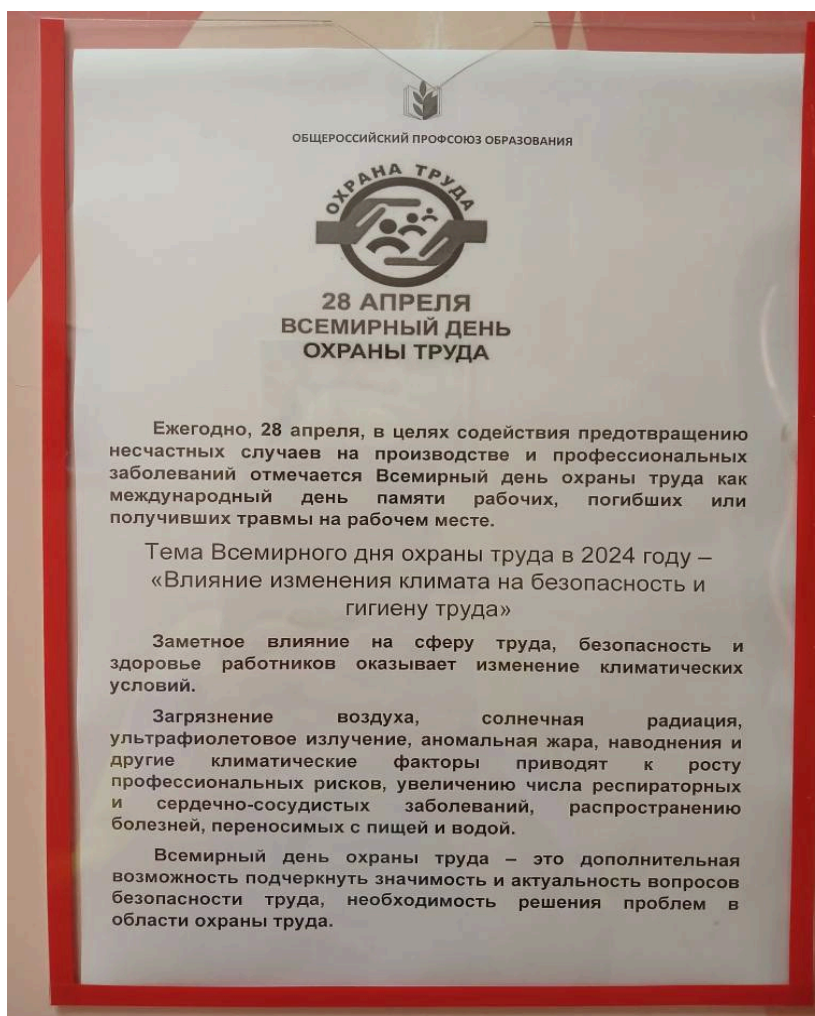 ОБЩЕРОССИЙСКИЙ ПРОФСОЮЗ ОБРАЗОВАНИЯ
ОХРАНА ТРУДА
28 АПРЕЛЯ
ВСЕМИРНЫЙ ДЕНЬ
ОХРАНЫ ТРУДА
Ежегодно, 28 апреля, в целях содействия предотвращению
несчастных случаев на производстве и профессиональных
заболеваний отмечается Всемирный день охраны труда как
международный день памяти рабочих, погибших или
получивших травмы на рабочем месте.
Тема Всемирного дня охраны труда в 2024 году –
«Влияние изменения климата на безопасность и
гигиену труда»
Заметное влияние на сферу труда, безопасность и
здоровье работников оказывает изменение климатических
условий.
Загрязнение воздуха, солнечная радиация,
ультрафиолетовое излучение, аномальная жара, наводнения и
другие климатические факторы приводят к росту
профессиональных рисков, увеличению числа респираторных
и сердечно-сосудистых заболеваний, распространению
болезней, переносимых с пищей и водой.
Всемирный день охраны труда – это дополнительная
возможность подчеркнуть значимость и актуальность вопросов
безопасности труда, необходимость решения проблем в
области охраны труда.